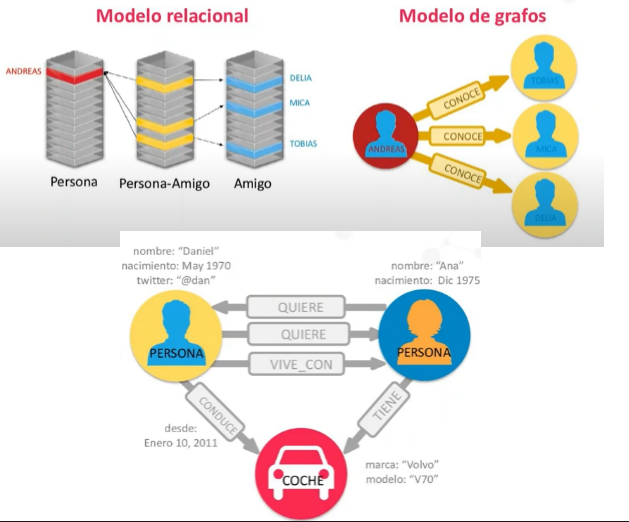 Modelo relacional
ANDREAS
DELIA
MICA
TOBIAS
Persona
Persona-Amigo
Amigo
Modelo de grafos
ANDREAS
CONOCE
CONOCE
CONOCE
TOBIAS
MICA
DELIA
nombre: “Daniel”
nacimiento: May 1970
twitter: “@dan”
PERSONA
nombre: “Ana”
nacimiento: Dic 1975
PERSONA
QUIERE
QUIERE
VIVE_CON
CONDUCE
TIENE
desde:
Enero 10, 2011
COCHE
marca: “Volvo”
modelo: “V70”